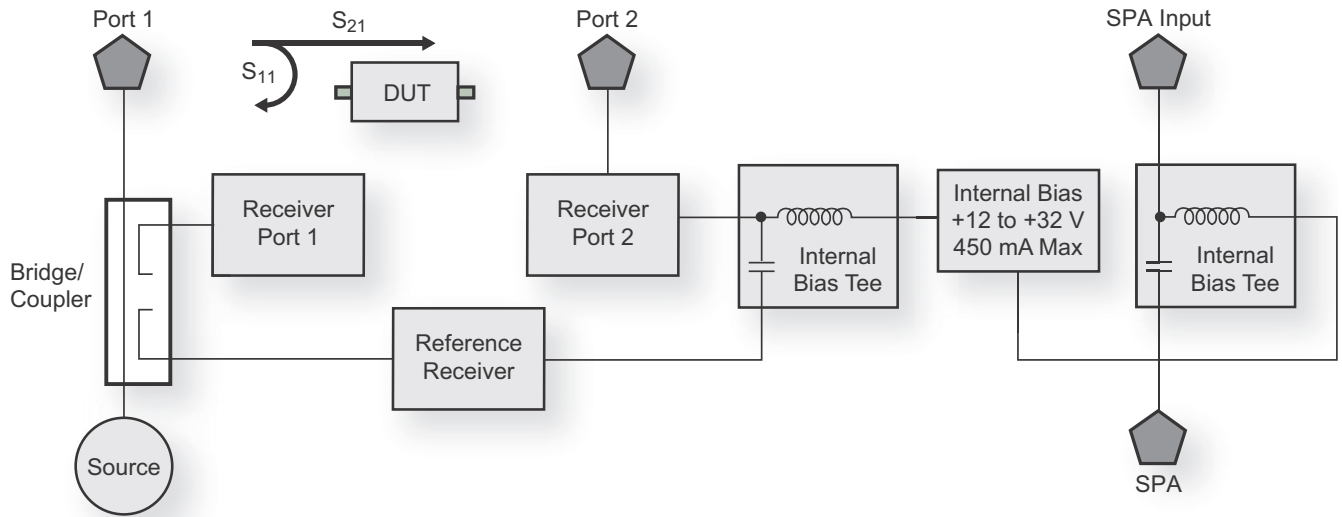 Port 1
S21
S11
DUT
Port 2
SPA Input
Receiver
Port 1
Receiver
Port 2
Internal
Bias Tee
Internal Bias
+12 to +32 V
450 mA Max
Internal
Bias Tee
Bridge/
Coupler
Reference
Receiver
Source
SPA